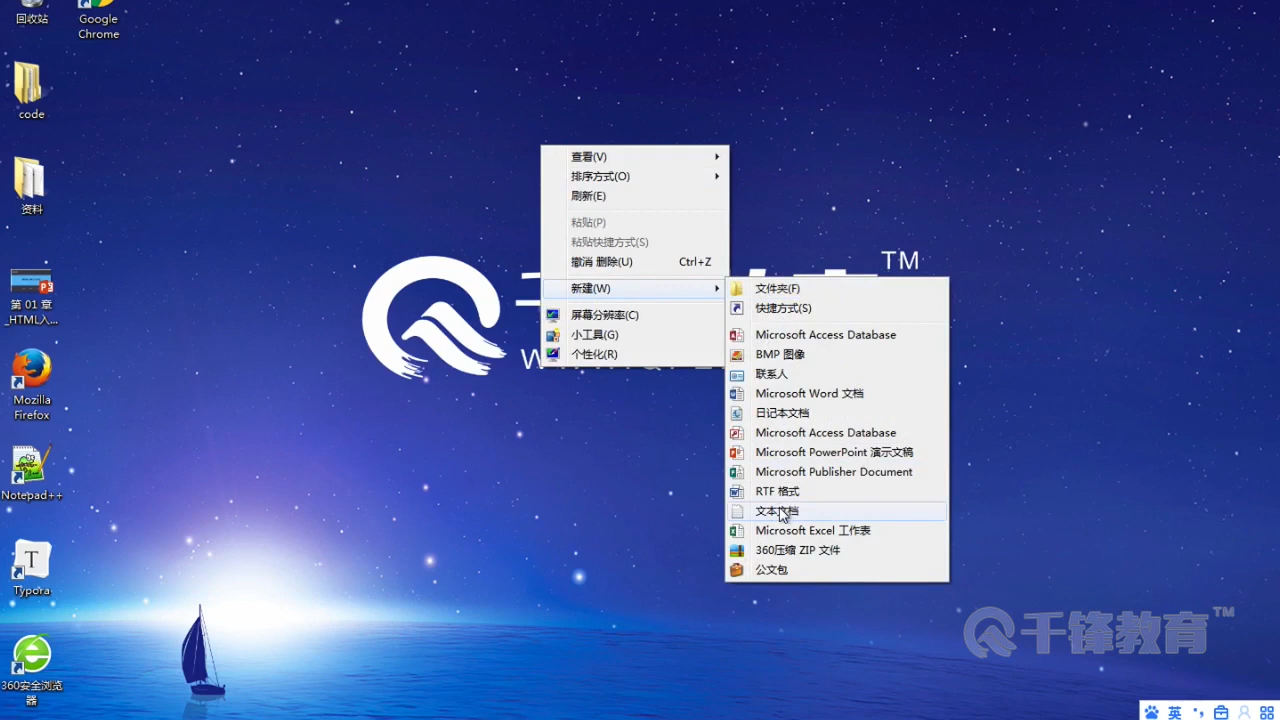 回收站
Google
Chrome
code
资料
第 01 章
_HTML入...
Mozilla
Firefox
Notepad++
Typora
360安全浏览
器
查看(V)
排序方式(O)
刷新(E)
粘贴(P)
粘贴快捷方式(S)
撤消 删除(U) Ctrl+Z
新建(W)
屏幕分辨率(C)
小工具(G)
个性化(R)
TM
文件夹(F)
快捷方式(S)
Microsoft Access Database
BMP 图像
联系人
Microsoft Word 文档
日记本文档
Microsoft Access Database
Microsoft PowerPoint 演示文稿
Microsoft Publisher Document
RTF 格式
文本文档
Microsoft Excel 工作表
360压缩 ZIP 文件
公文包
千锋教育 TM
英